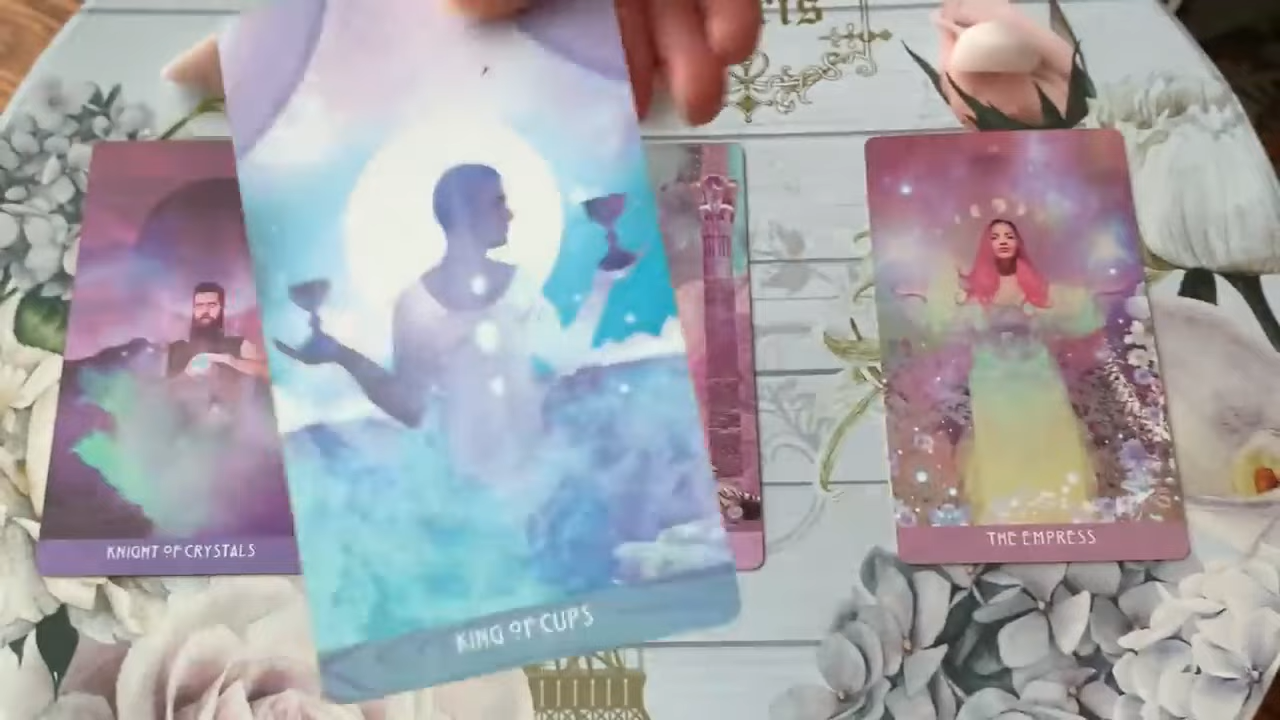 KNIGHT OF CRYSTALS
KING OF CUPS
THE EMPRESS